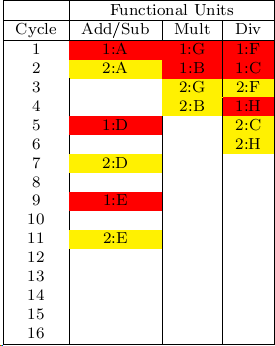 Functional Units
Cycle Add/Sub Mult Div
1 1:A 1:G 1:F
2 2:A 1:B 1:C
3 2:G 2:F
4 2:B 1:H
5 1:D 2:C
6 2:H
7 2:D
8
9 1:E
10
11 2:E
12
13
14
15
16